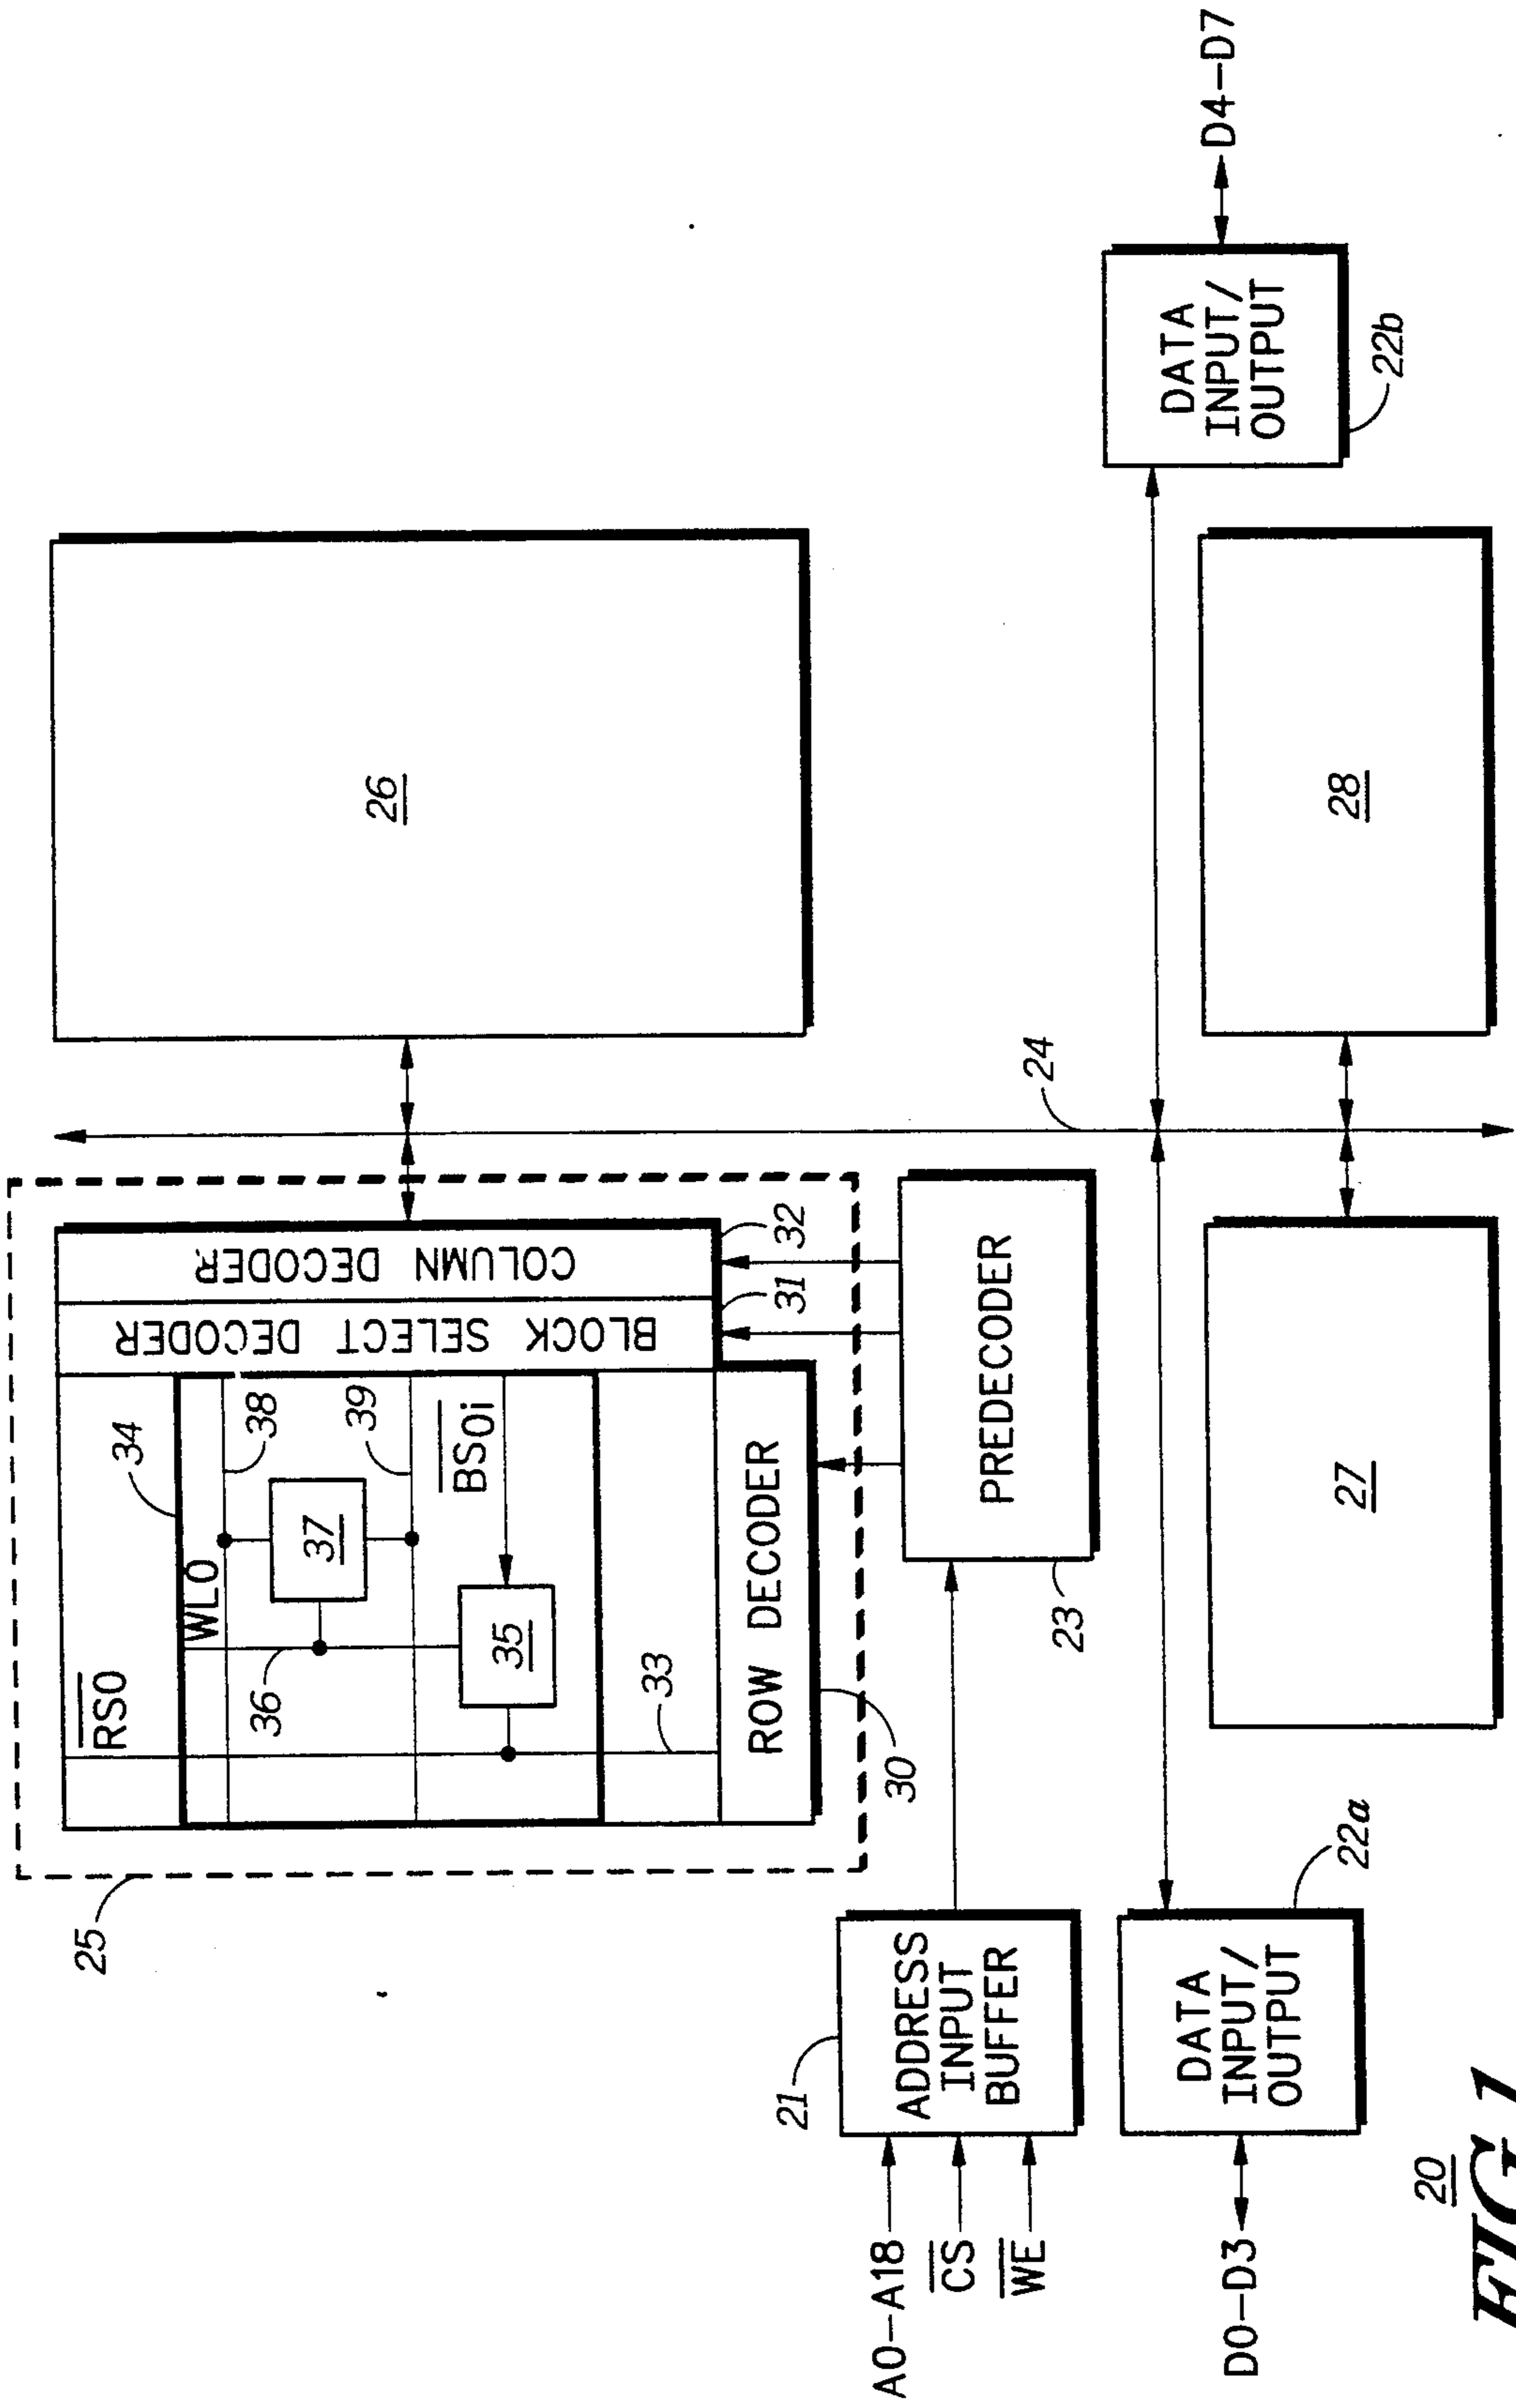 25
RS0
34
WL0
38
36
37
39
35
BS0i
33
BLOCK SELECT DECODER
COLUMN DECODER
31
32
ROW DECODER
30
26
A0-A18
CS
WE
21
ADDRESS
INPUT
BUFFER
PREDECODER
23
24
D0-D3
DATA
INPUT/
OUTPUT
22a
DATA
INPUT/
OUTPUT
22b
D4-D7
27
28
20
FIG.1